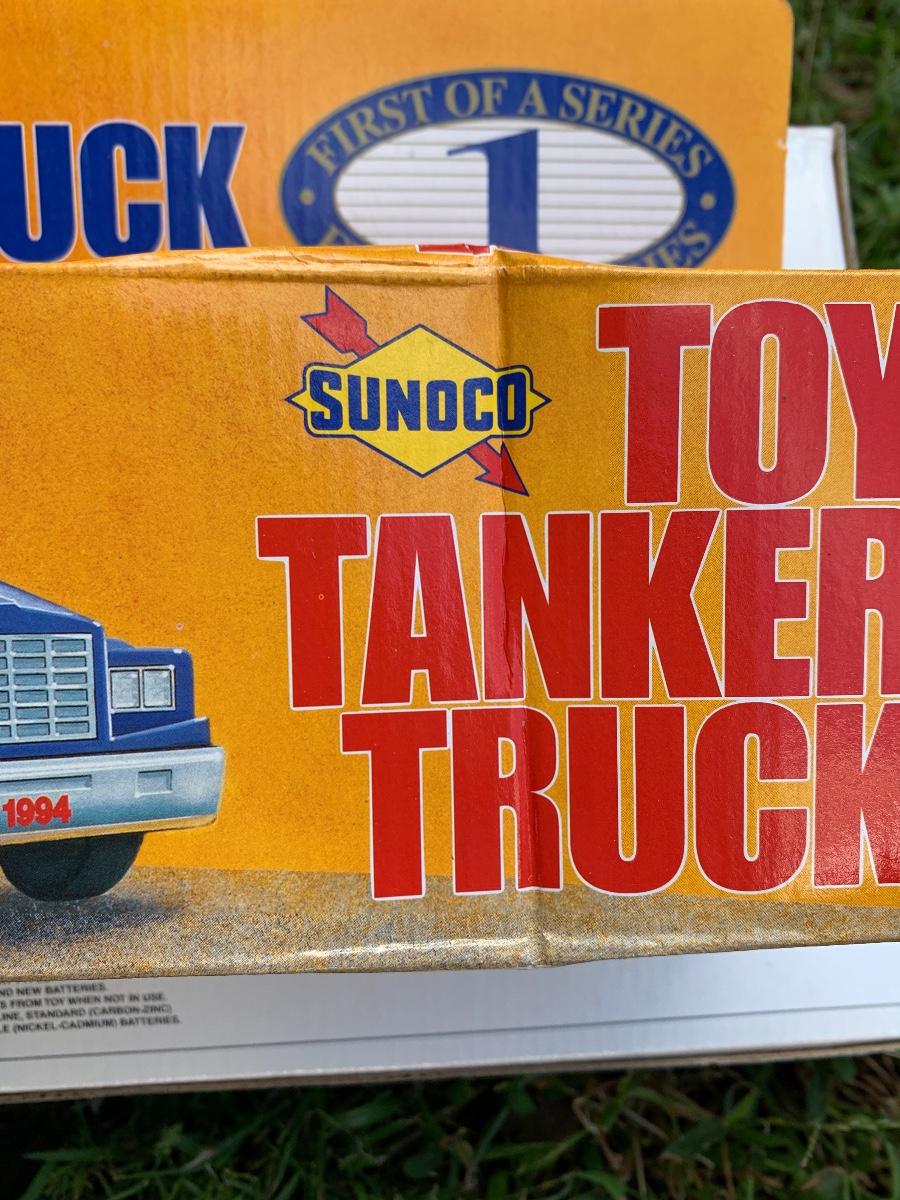 FIRST OF A SERIES
UCK
1
SUNOCO
TOY
TANKER
TRUCK
1994
ND NEW BATTERIES.
S FROM TOY WHEN NOT IN USE.
LINE, STANDARD (CARBON-ZINC)
LE (NICKEL-CADMIUM) BATTERIES.